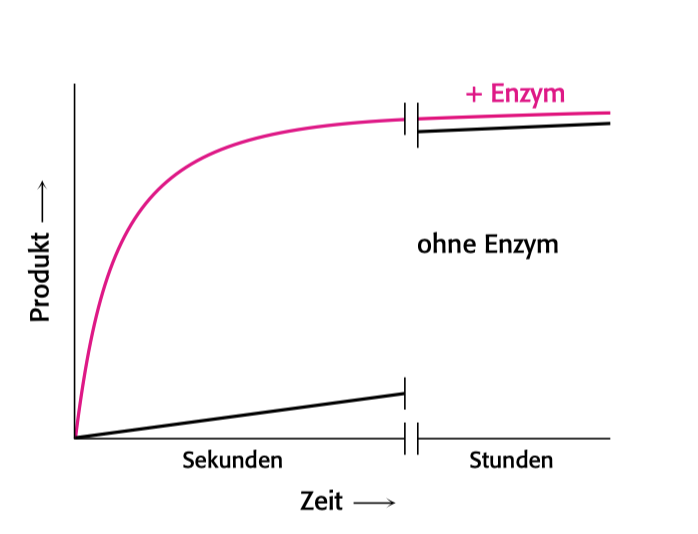 + Enzym
Produkt
ohne Enzym
Sekunden
Stunden
Zeit